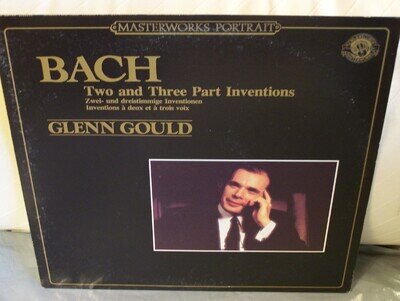 MASTERWORKS PORTRAIT
BACH
Two and Three Part Inventions
Zwei- und dreistimmige Inventionen
Inventions à deux et à trois voix
GLENN GOULD